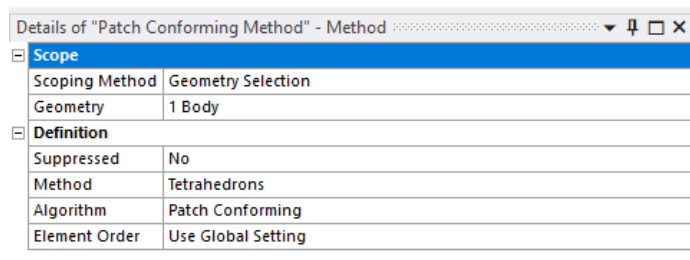 Details of "Patch Conforming Method" - Method
Scope
Scoping Method Geometry Selection
Geometry 1 Body
Definition
Suppressed No
Method Tetrahedrons
Algorithm Patch Conforming
Element Order Use Global Setting